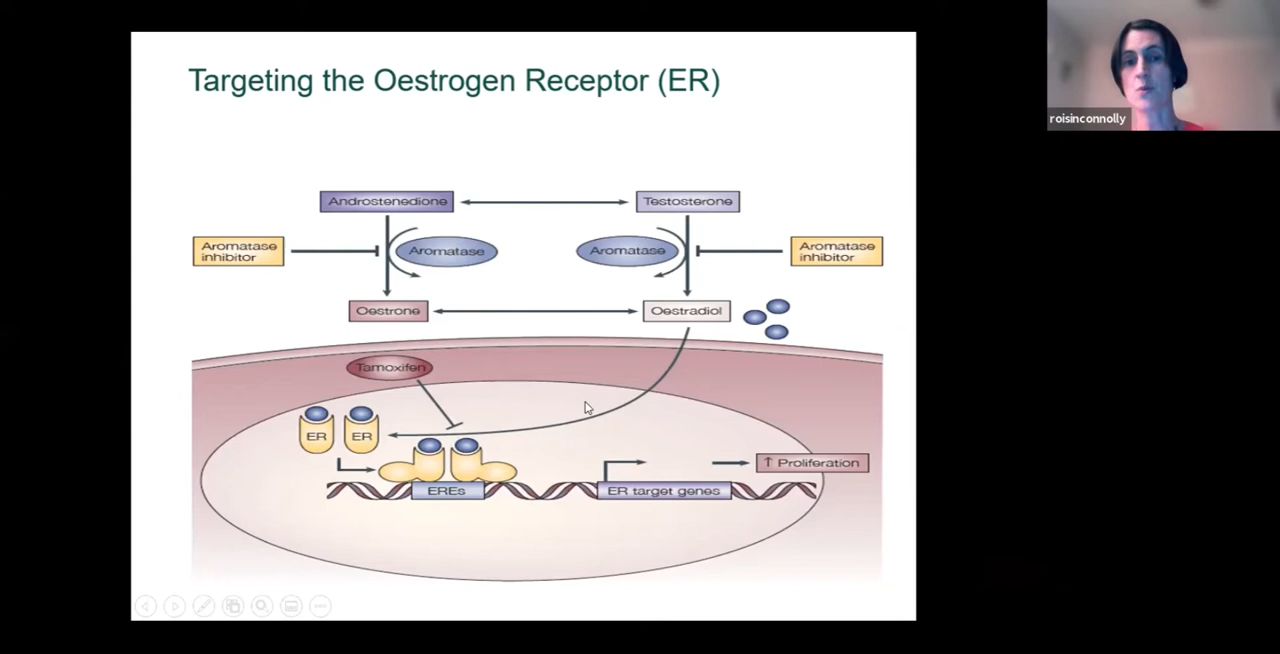 Targeting the Oestrogen Receptor (ER)
roisinconnolly
Androstenedione
Testosterone
Aromatase
inhibitor
Aromatase
Aromatase
Aromatase
inhibitor
Oestrone
Oestradiol
Tamoxifen
ER
ER
↑ Proliferation
EREs
ER target genes